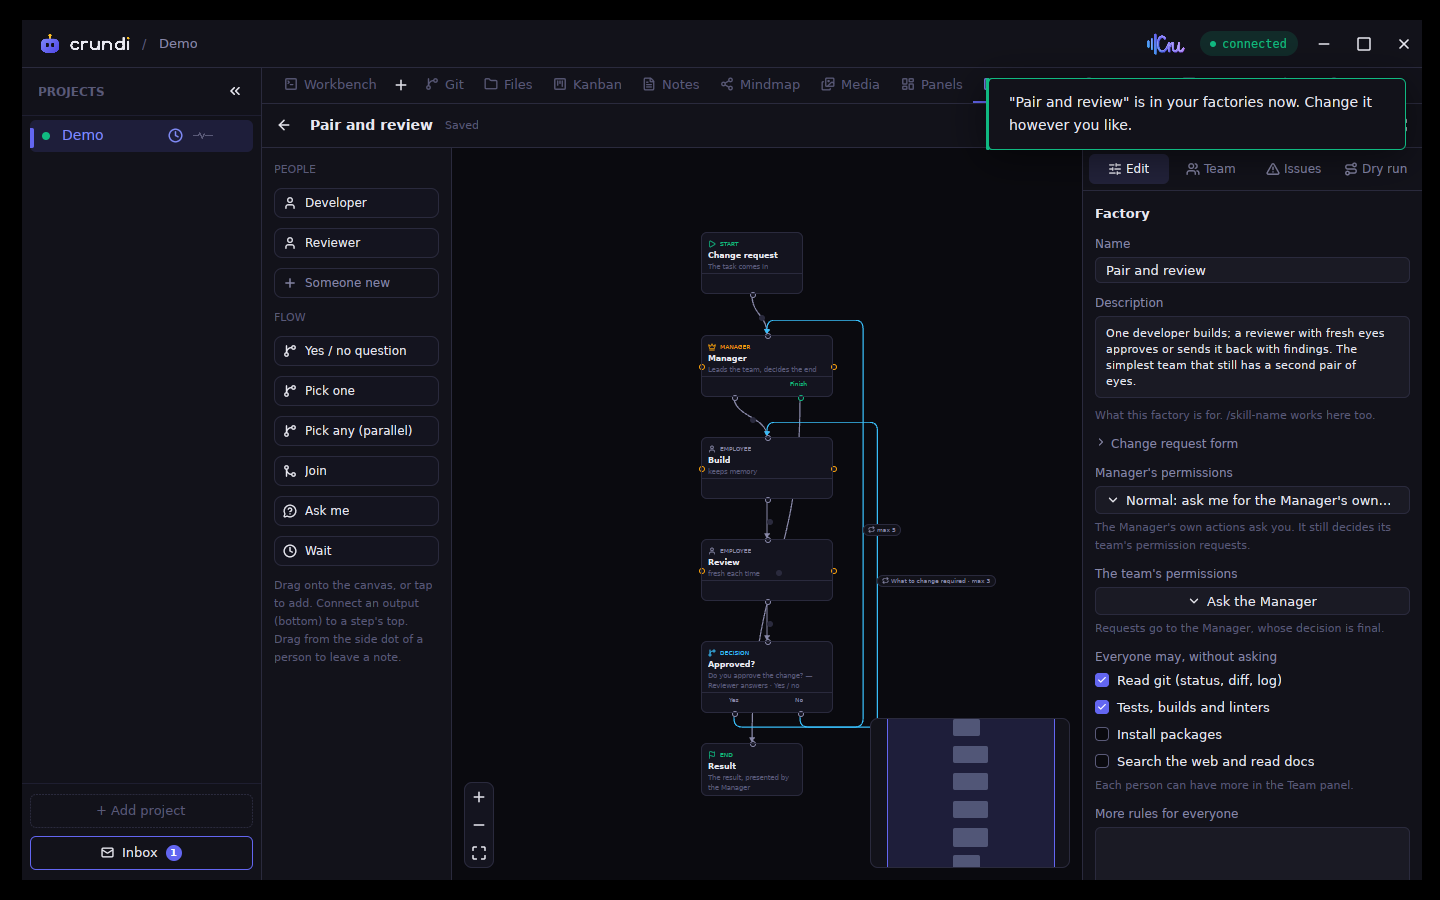 crundi / Demo
Cru
connected
PROJECTS
Workbench
Git
Files
Kanban
Notes
Mindmap
Media
Panels
"Pair and review" is in your factories now. Change it
however you like.
Demo
Pair and review Saved
PEOPLE
Developer
Reviewer
Someone new
FLOW
Yes / no question
Pick one
Pick any (parallel)
Join
Ask me
Wait
Drag onto the canvas, or tap
to add. Connect an output
(bottom) to a step's top.
Drag from the side dot of a
person to leave a note.
START
Change request
The task comes in
MANAGER
Manager
Leads the team, decides the end
Finish
EMPLOYEE
Build
keeps memory
max 5
EMPLOYEE
Review
fresh each time
What to change required · max 3
DECISION
Approved?
Do you approve the change? —
Reviewer answers · Yes / no
Yes
No
END
Result
The result, presented by
the Manager
Edit
Team
Issues
Dry run
Factory
Name
Pair and review
Description
One developer builds; a reviewer with fresh eyes
approves or sends it back with findings. The
simplest team that still has a second pair of
eyes.
What this factory is for. /skill-name works here too.
Change request form
Manager's permissions
Normal: ask me for the Manager's own...
The Manager's own actions ask you. It still decides its
team's permission requests.
The team's permissions
Ask the Manager
Requests go to the Manager, whose decision is final.
Everyone may, without asking
Read git (status, diff, log)
Tests, builds and linters
Install packages
Search the web and read docs
Each person can have more in the Team panel.
More rules for everyone
+ Add project
Inbox 1